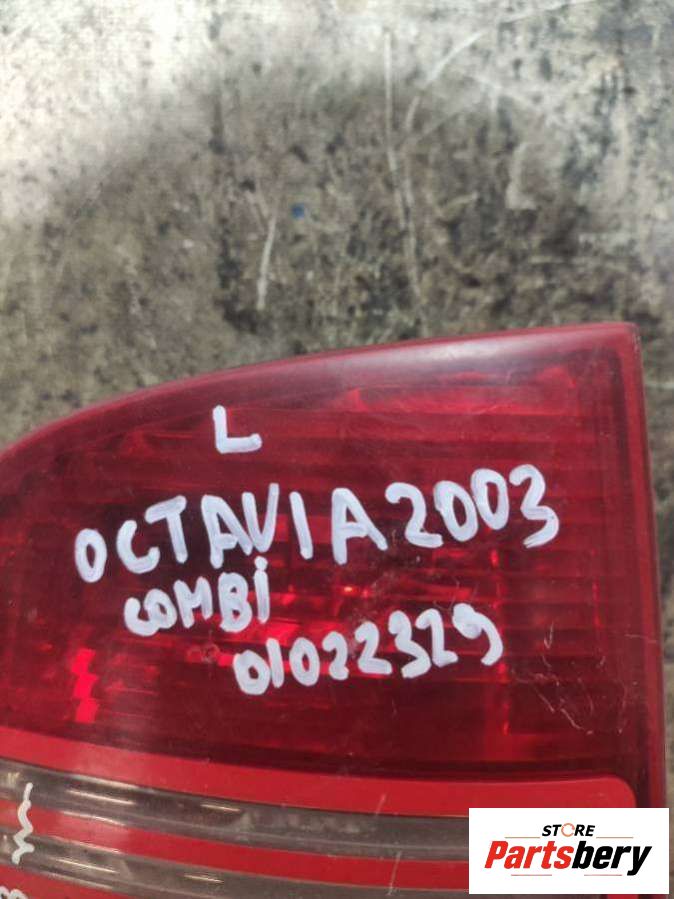 L
OCTAVIA 2003
COMBi
01022329
STORE
Partsbery